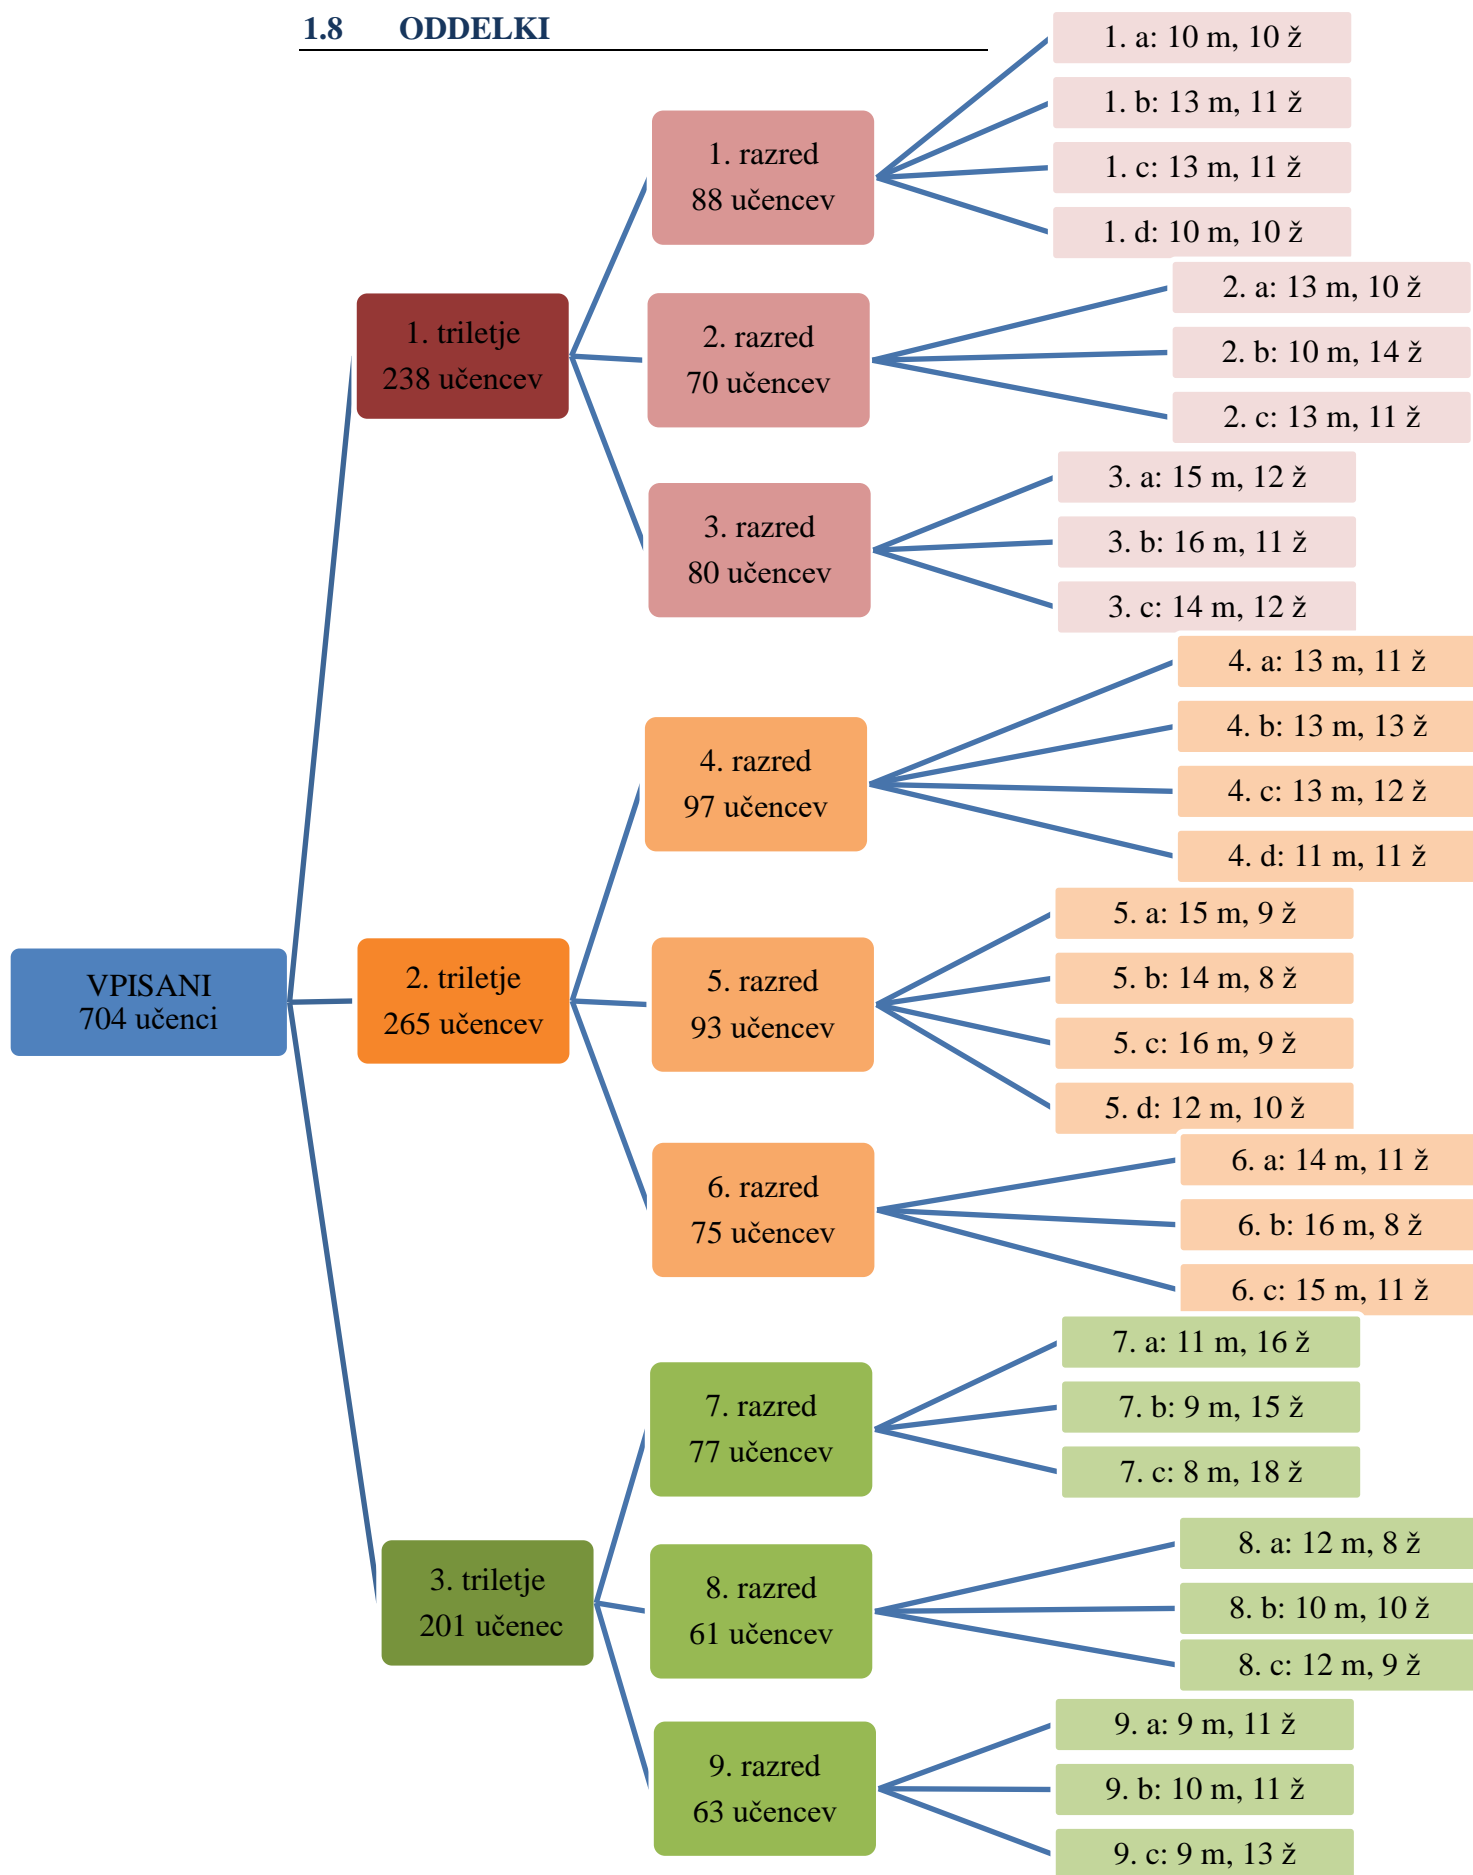 1.8 ODDELKI
VPISANI
704 učenci
1. triletje
238 učencev
1. razred
88 učencev
1. a: 10 m, 10 ž
1. b: 13 m, 11 ž
1. c: 13 m, 11 ž
1. d: 10 m, 10 ž
2. razred
70 učencev
2. a: 13 m, 10 ž
2. b: 10 m, 14 ž
2. c: 13 m, 11 ž
3. razred
80 učencev
3. a: 15 m, 12 ž
3. b: 16 m, 11 ž
3. c: 14 m, 12 ž
2. triletje
265 učencev
4. razred
97 učencev
4. a: 13 m, 11 ž
4. b: 13 m, 13 ž
4. c: 13 m, 12 ž
4. d: 11 m, 11 ž
5. razred
93 učencev
5. a: 15 m, 9 ž
5. b: 14 m, 8 ž
5. c: 16 m, 9 ž
5. d: 12 m, 10 ž
6. razred
75 učencev
6. a: 14 m, 11 ž
6. b: 16 m, 8 ž
6. c: 15 m, 11 ž
3. triletje
201 učenec
7. razred
77 učencev
7. a: 11 m, 16 ž
7. b: 9 m, 15 ž
7. c: 8 m, 18 ž
8. razred
61 učencev
8. a: 12 m, 8 ž
8. b: 10 m, 10 ž
8. c: 12 m, 9 ž
9. razred
63 učencev
9. a: 9 m, 11 ž
9. b: 10 m, 11 ž
9. c: 9 m, 13 ž